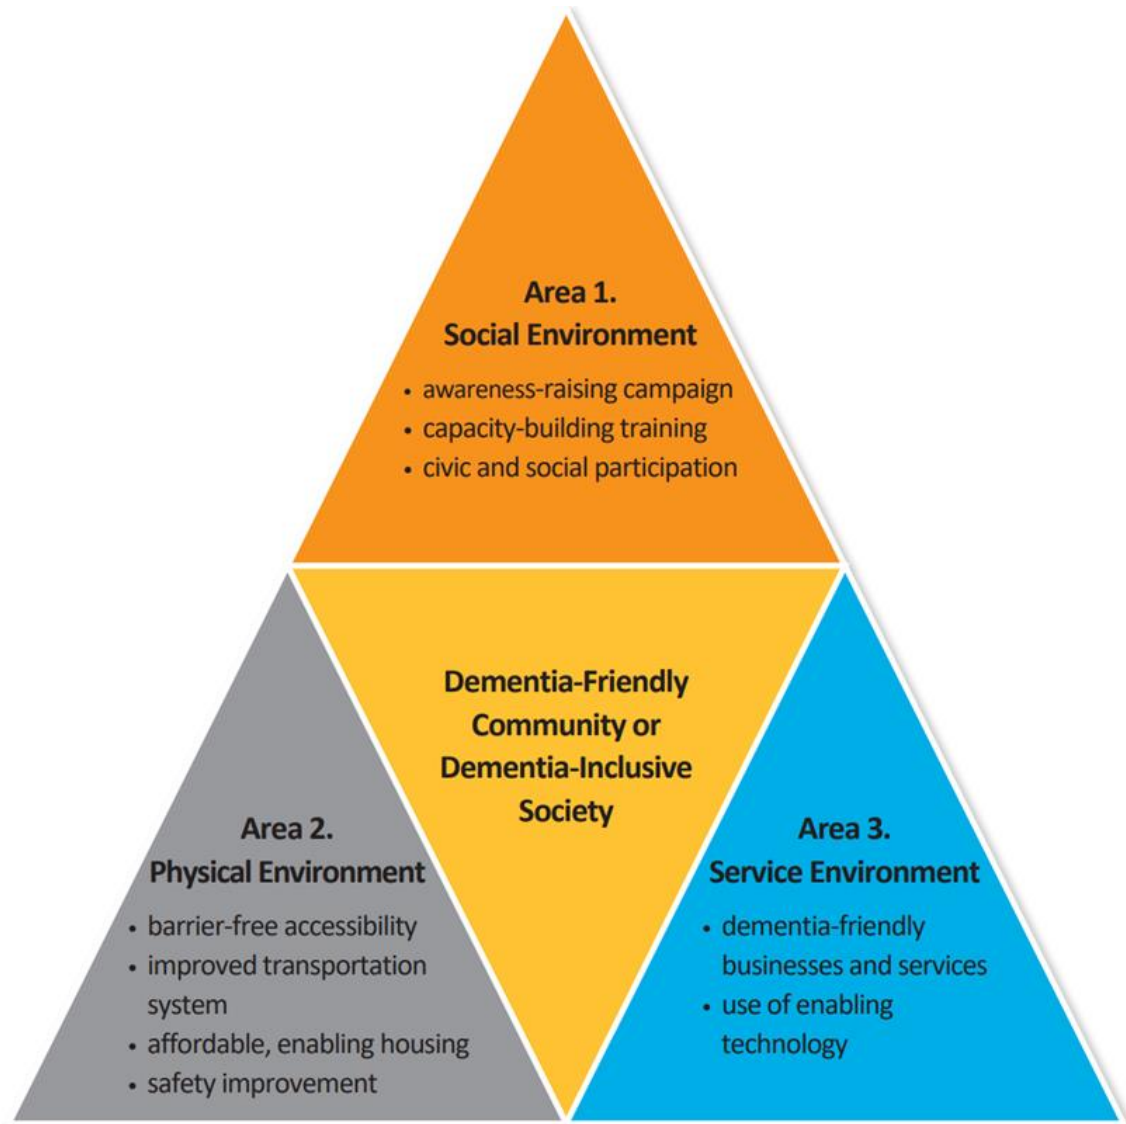 Area 1.
Social Environment
• awareness-raising campaign
• capacity-building training
• civic and social participation
Dementia-Friendly
Community or
Dementia-Inclusive
Society
Area 2.
Physical Environment
• barrier-free accessibility
• improved transportation
system
• affordable, enabling housing
• safety improvement
Area 3.
Service Environment
• dementia-friendly
businesses and services
• use of enabling
technology